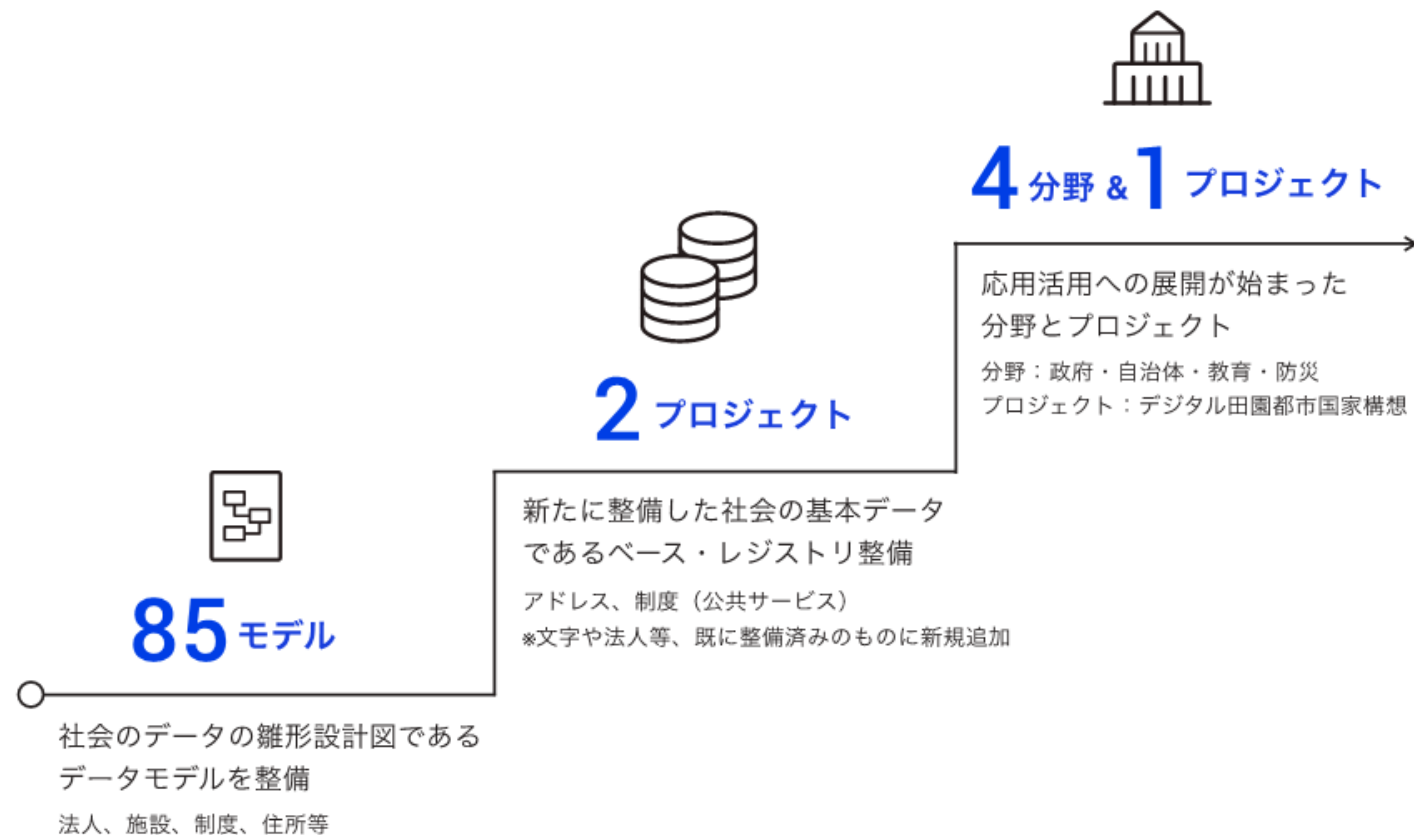 85 モデル
社会のデータの雛形設計図である
データモデルを整備
法人、施設、制度、住所等
2 プロジェクト
新たに整備した社会の基本データ
であるベース・レジストリ整備
アドレス、制度（公共サービス）
※文字や法人等、既に整備済みのものに新規追加
4 分野 & 1 プロジェクト
応用活用への展開が始まった
分野とプロジェクト
分野：政府・自治体・教育・防災
プロジェクト：デジタル田園都市国家構想